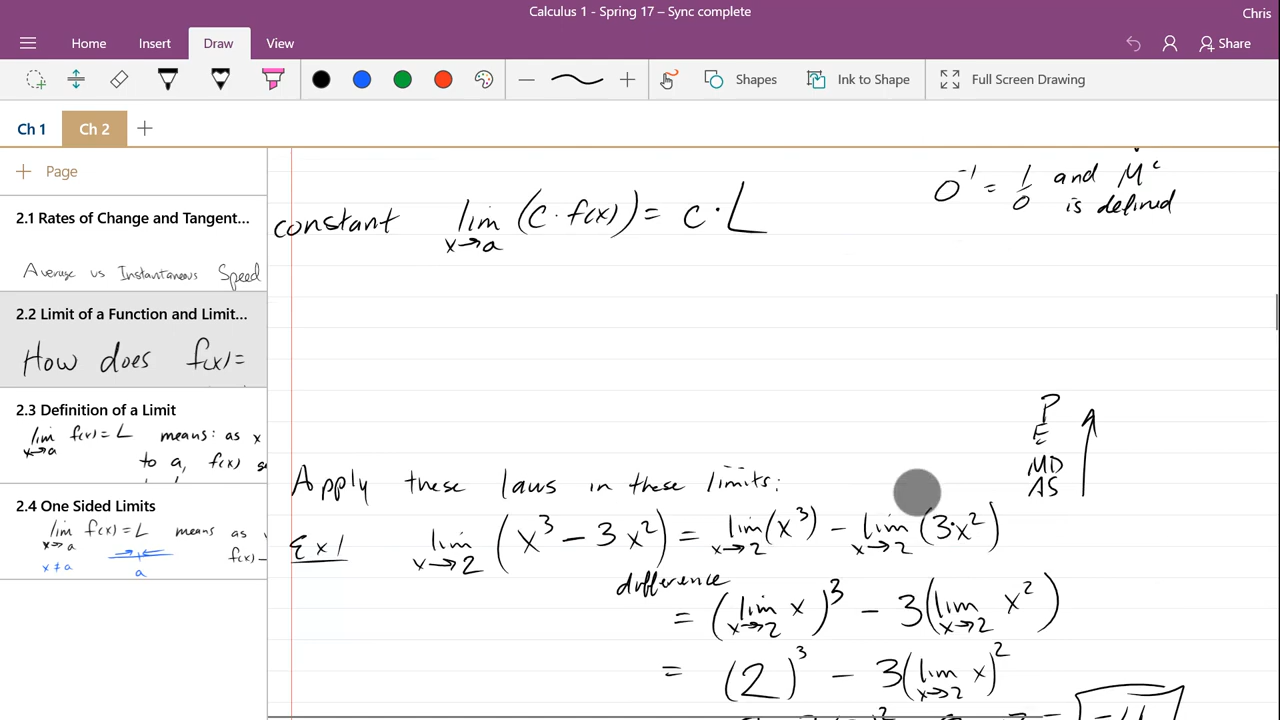 Calculus 1 - Spring 17 – Sync complete
Chris
Home Insert Draw View Share
Shapes Ink to Shape Full Screen Drawing
Ch 1 Ch 2
Page
2.1 Rates of Change and Tangent...
Average vs Instantaneous Speed
2.2 Limit of a Function and Limit...
How does f(x)=
2.3 Definition of a Limit
lim f(x) = L means: as x
x→a to a, f(x)
2.4 One Sided Limits
lim f(x) = L means as
x→a f(x)
x≠a a
0⁻¹ = 1/0 and M^c
is defined
constant lim (c · f(x)) = c · L
x→a
P
E
MD
AS
Apply these laws in these limits:
Ex1 lim (x³ − 3x²) = lim (x³) − lim (3·x²)
x→2 x→2 x→2
difference
= (lim x)³ − 3(lim x²)
x→2 x→2
= (2)³ − 3(lim x)²
x→2